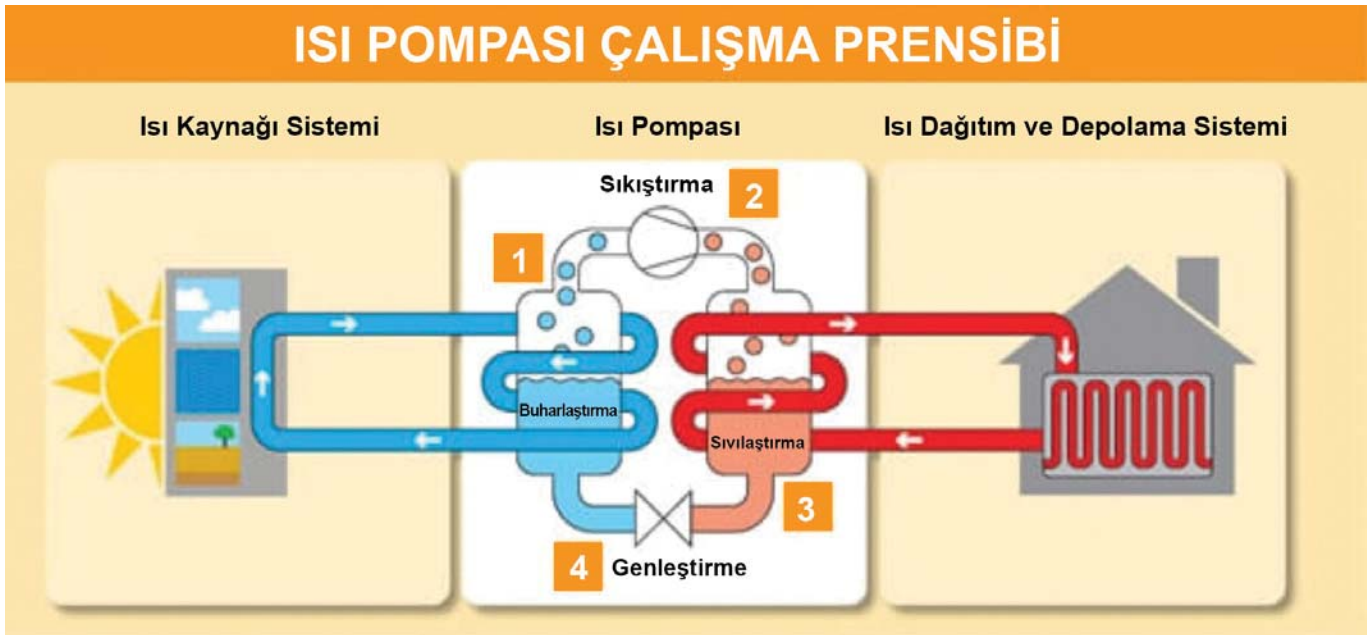 ISI POMPASI ÇALIŞMA PRENSİBİ
Isı Kaynağı Sistemi
Isı Pompası
Isı Dağıtım ve Depolama Sistemi
Sıkıştırma
2
1
Buharlaştırma
Sıvılaştırma
3
4
Genleştirme